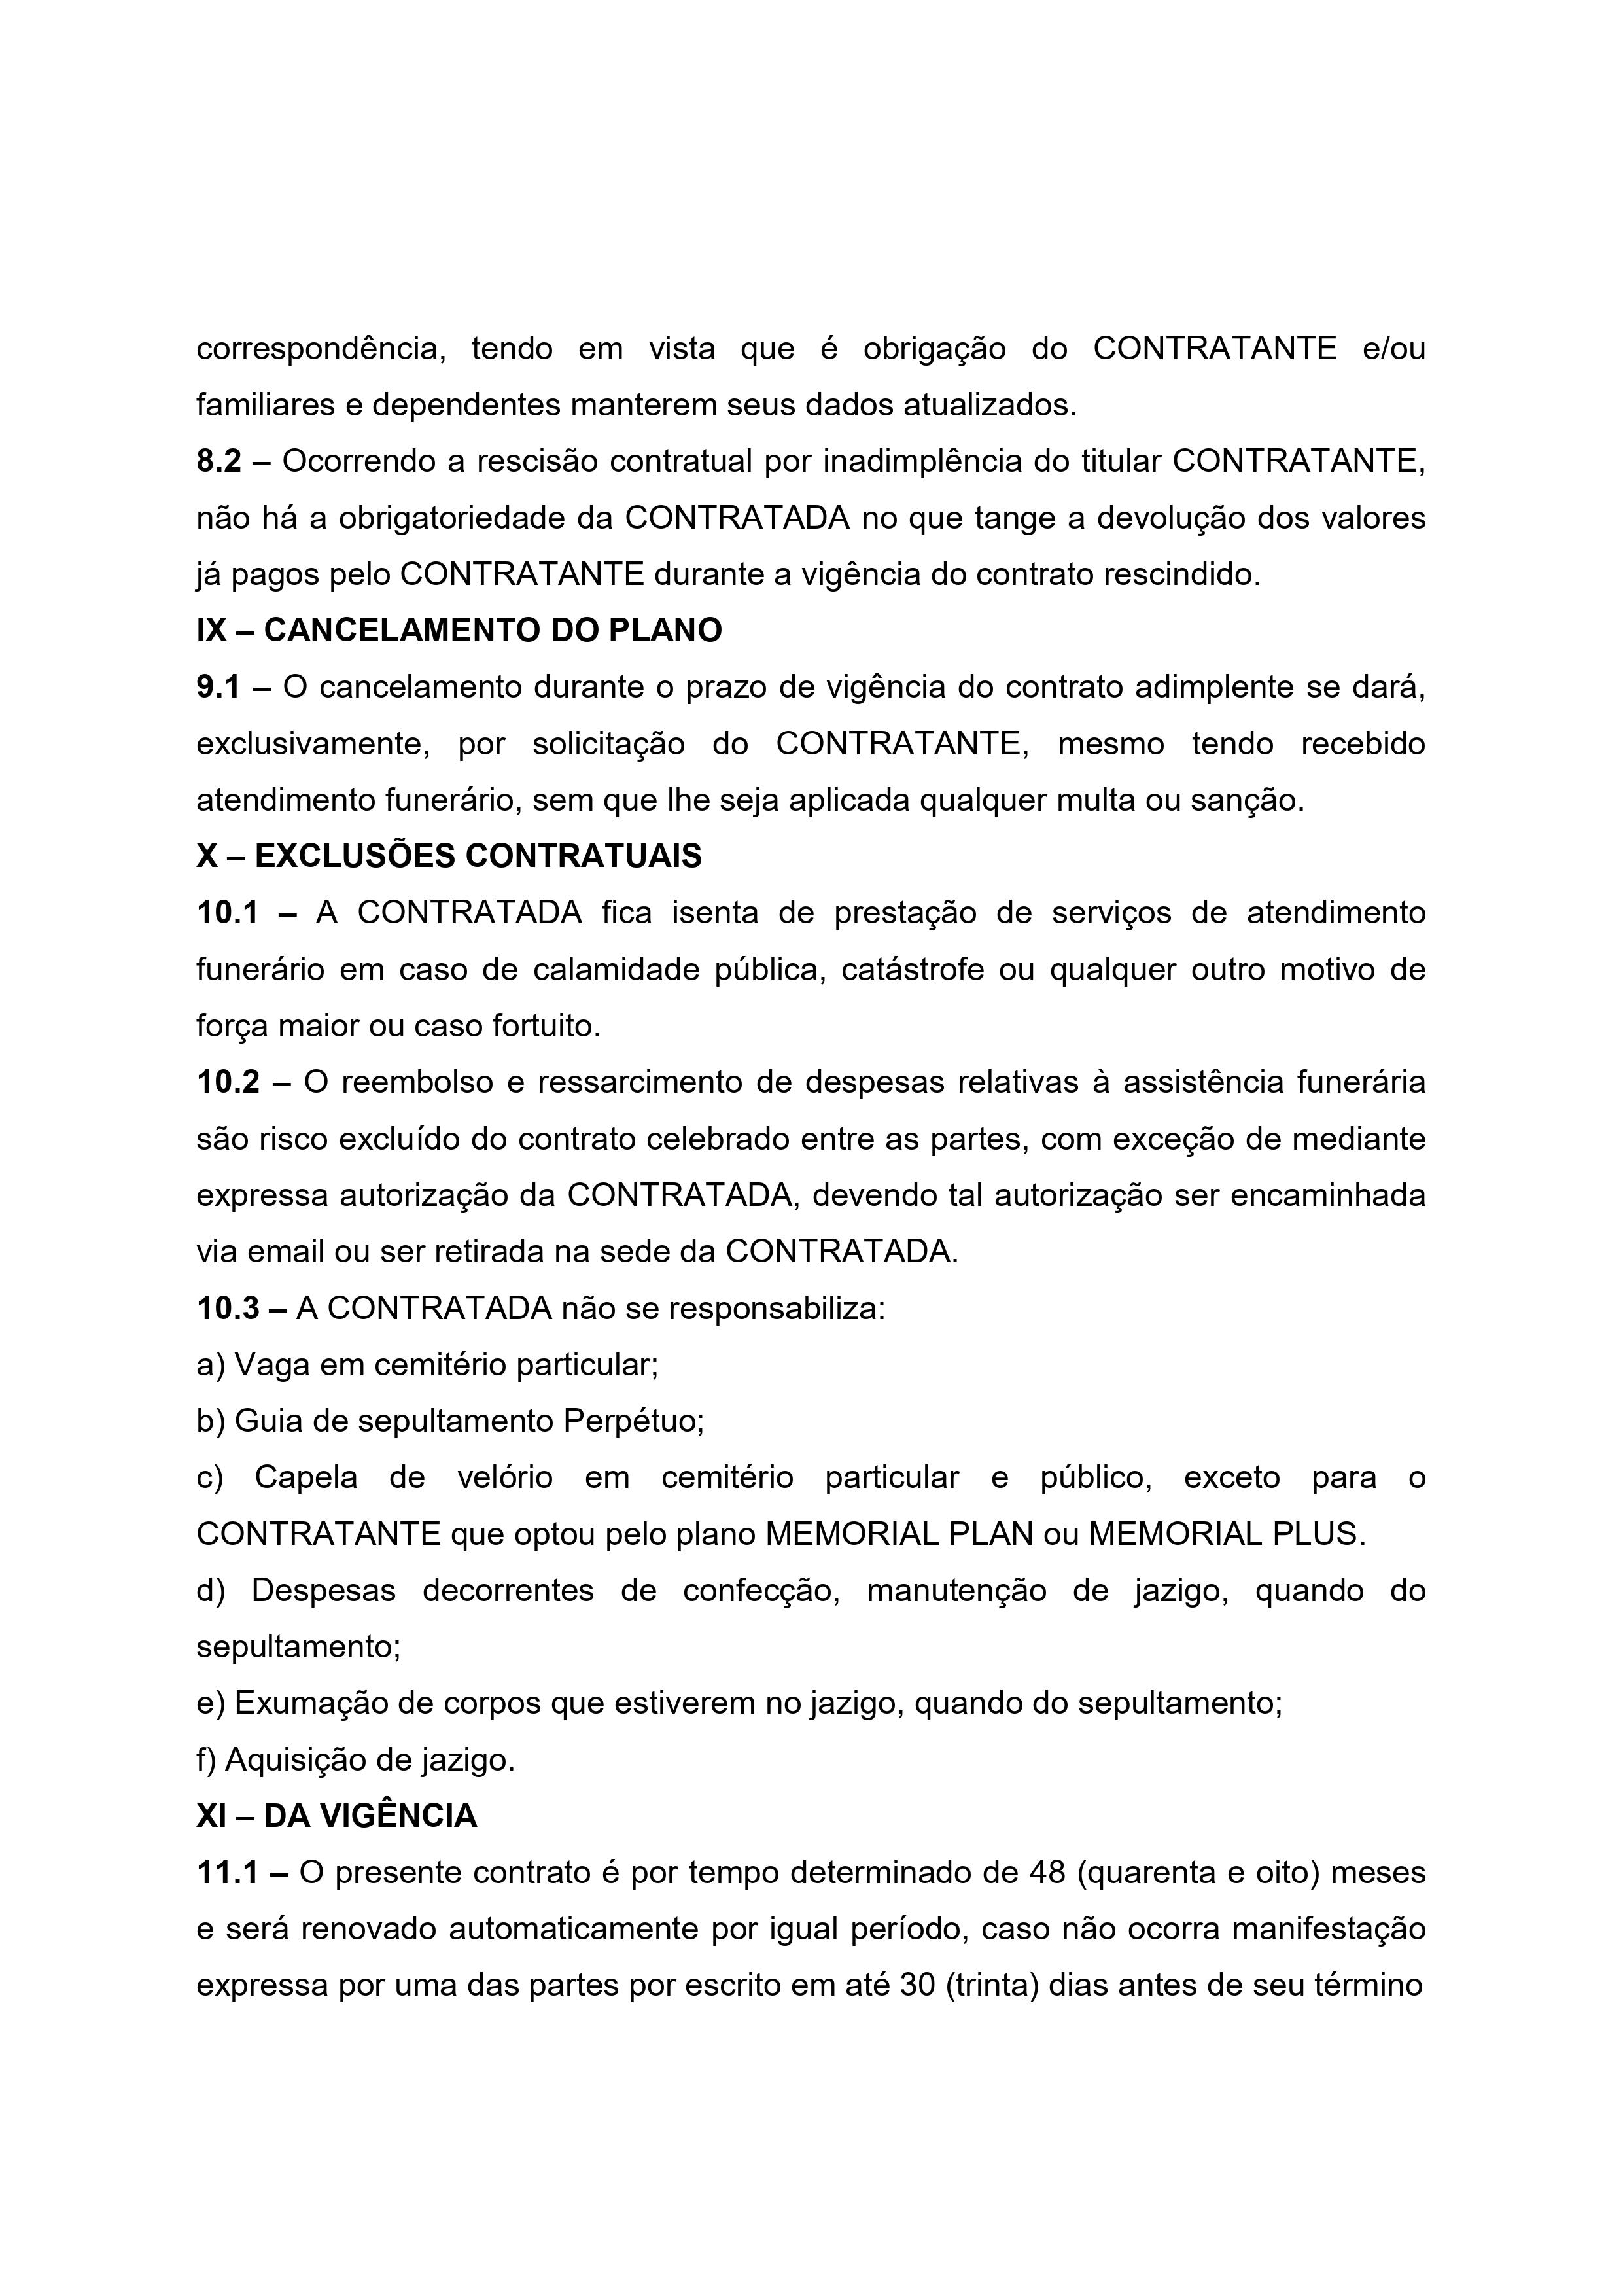 correspondência, tendo em vista que é obrigação do CONTRATANTE e/ou
familiares e dependentes manterem seus dados atualizados.
8.2 – Ocorrendo a rescisão contratual por inadimplência do titular CONTRATANTE,
não há a obrigatoriedade da CONTRATADA no que tange a devolução dos valores
já pagos pelo CONTRATANTE durante a vigência do contrato rescindido.
IX – CANCELAMENTO DO PLANO
9.1 – O cancelamento durante o prazo de vigência do contrato adimplente se dará,
exclusivamente, por solicitação do CONTRATANTE, mesmo tendo recebido
atendimento funerário, sem que lhe seja aplicada qualquer multa ou sanção.
X – EXCLUSÕES CONTRATUAIS
10.1 – A CONTRATADA fica isenta de prestação de serviços de atendimento
funerário em caso de calamidade pública, catástrofe ou qualquer outro motivo de
força maior ou caso fortuito.
10.2 – O reembolso e ressarcimento de despesas relativas à assistência funerária
são risco excluído do contrato celebrado entre as partes, com exceção de mediante
expressa autorização da CONTRATADA, devendo tal autorização ser encaminhada
via email ou ser retirada na sede da CONTRATADA.
10.3 – A CONTRATADA não se responsabiliza:
a) Vaga em cemitério particular;
b) Guia de sepultamento Perpétuo;
c) Capela de velório em cemitério particular e público, exceto para o
CONTRATANTE que optou pelo plano MEMORIAL PLAN ou MEMORIAL PLUS.
d) Despesas decorrentes de confecção, manutenção de jazigo, quando do
sepultamento;
e) Exumação de corpos que estiverem no jazigo, quando do sepultamento;
f) Aquisição de jazigo.
XI – DA VIGÊNCIA
11.1 – O presente contrato é por tempo determinado de 48 (quarenta e oito) meses
e será renovado automaticamente por igual período, caso não ocorra manifestação
expressa por uma das partes por escrito em até 30 (trinta) dias antes de seu término